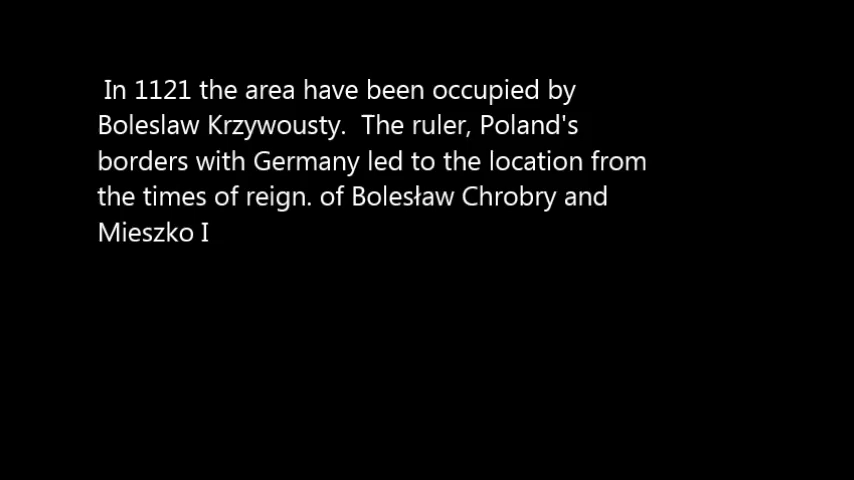 In 1121 the area have been occupied by
Boleslaw Krzywousty.  The ruler, Poland's
borders with Germany led to the location from
the times of reign. of Bolesław Chrobry and
Mieszko I